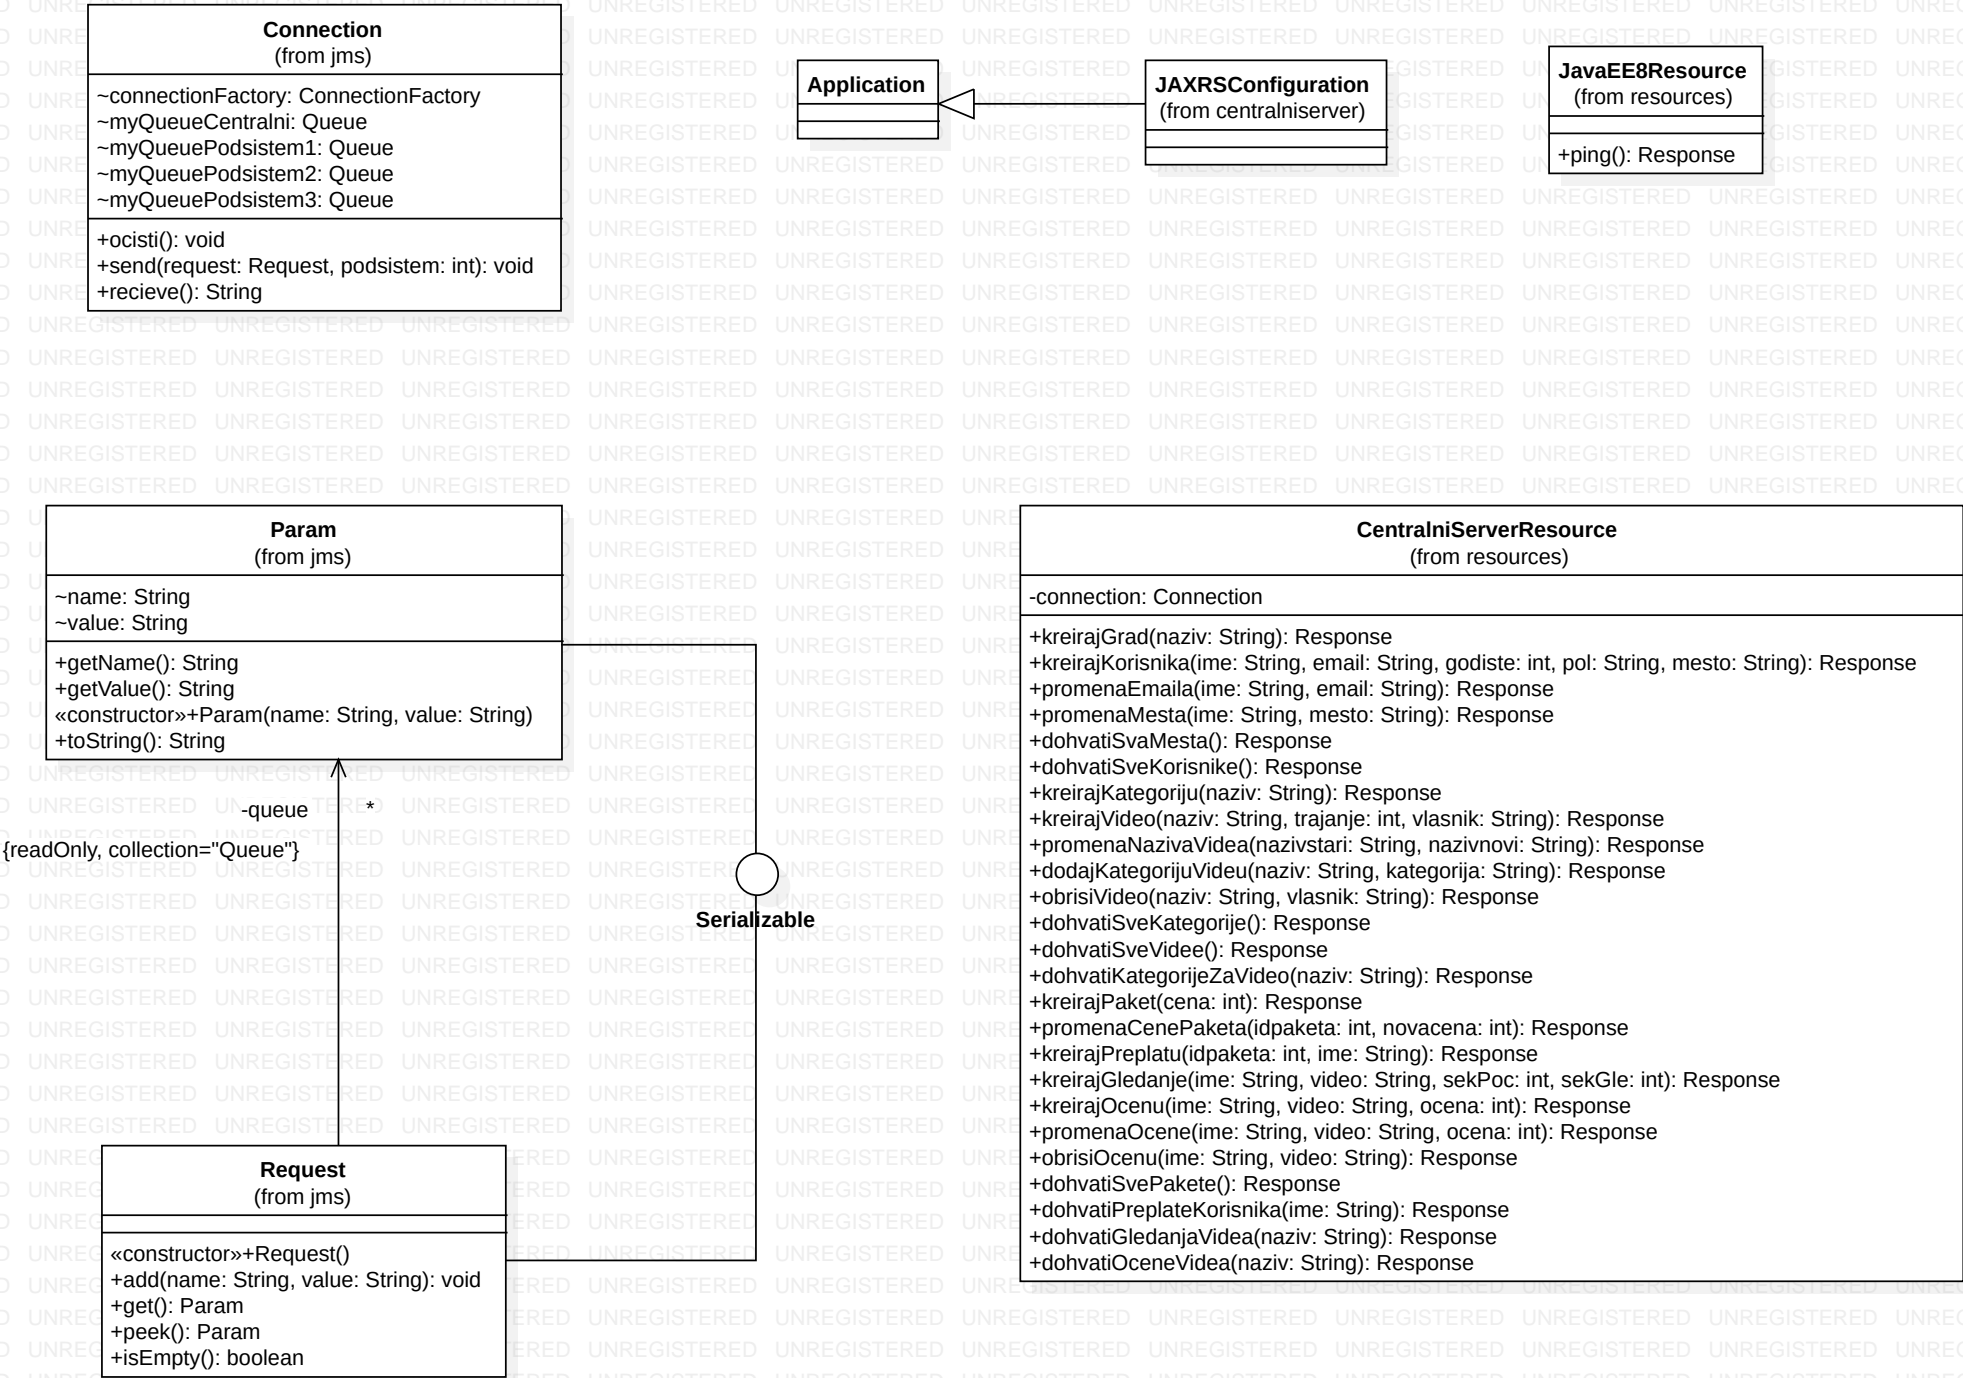 Connection
(from jms)
~connectionFactory: ConnectionFactory
~myQueueCentralni: Queue
~myQueuePodsistem1: Queue
~myQueuePodsistem2: Queue
~myQueuePodsistem3: Queue
+ocisti(): void
+send(request: Request, podsistem: int): void
+recieve(): String
Application
JAXRSConfiguration
(from centralniserver)
JavaEE8Resource
(from resources)
+ping(): Response
Param
(from jms)
~name: String
~value: String
+getName(): String
+getValue(): String
«constructor»+Param(name: String, value: String)
+toString(): String
-queue
*
{readOnly, collection="Queue"}
Serializable
Request
(from jms)
«constructor»+Request()
+add(name: String, value: String): void
+get(): Param
+peek(): Param
+isEmpty(): boolean
CentralniServerResource
(from resources)
-connection: Connection
+kreirajGrad(naziv: String): Response
+kreirajKorisnika(ime: String, email: String, godiste: int, pol: String, mesto: String): Response
+promenaEmaila(ime: String, email: String): Response
+promenaMesta(ime: String, mesto: String): Response
+dohvatiSvaMesta(): Response
+dohvatiSveKorisnike(): Response
+kreirajKategoriju(naziv: String): Response
+kreirajVideo(naziv: String, trajanje: int, vlasnik: String): Response
+promenaNazivaVidea(nazivstari: String, nazivnovi: String): Response
+dodajKategorijuVideu(naziv: String, kategorija: String): Response
+obrisiVideo(naziv: String, vlasnik: String): Response
+dohvatiSveKategorije(): Response
+dohvatiSveVidee(): Response
+dohvatiKategorijeZaVideo(naziv: String): Response
+kreirajPaket(cena: int): Response
+promenaCenePaketa(idpaketa: int, novacena: int): Response
+kreirajPreplatu(idpaketa: int, ime: String): Response
+kreirajGledanje(ime: String, video: String, sekPoc: int, sekGle: int): Response
+kreirajOcenu(ime: String, video: String, ocena: int): Response
+promenaOcene(ime: String, video: String, ocena: int): Response
+obrisiOcenu(ime: String, video: String): Response
+dohvatiSvePakete(): Response
+dohvatiPreplateKorisnika(ime: String): Response
+dohvatiGledanjaVidea(naziv: String): Response
+dohvatiOceneVidea(naziv: String): Response